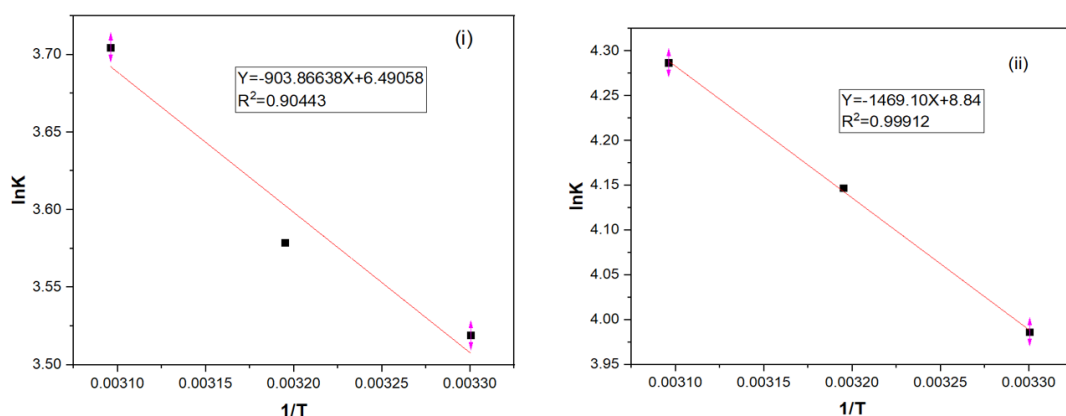 (i)
Y=-903.86638X+6.49058
R²=0.90443
lnK
3.70
3.65
3.60
3.55
3.50
0.00310
0.00315
0.00320
0.00325
0.00330
1/T
(ii)
Y=-1469.10X+8.84
R²=0.99912
lnK
4.30
4.25
4.20
4.15
4.10
4.05
4.00
3.95
0.00310
0.00315
0.00320
0.00325
0.00330
1/T